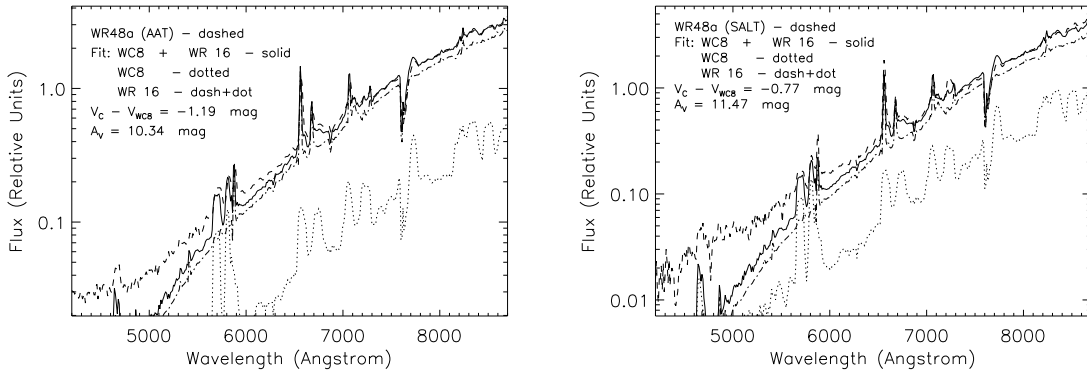 WR48a (AAT) – dashed
Fit: WC8 + WR 16 – solid
WC8 – dotted
WR 16 – dash+dot
V_C – V_WC8 = –1.19 mag
A_V = 10.34 mag
1.0
0.1
Flux (Relative Units)
5000 6000 7000 8000
Wavelength (Angstrom)
WR48a (SALT) – dashed
Fit: WC8 + WR 16 – solid
WC8 – dotted
WR 16 – dash+dot
V_C – V_WC8 = –0.77 mag
A_V = 11.47 mag
1.00
0.10
0.01
Flux (Relative Units)
5000 6000 7000 8000
Wavelength (Angstrom)